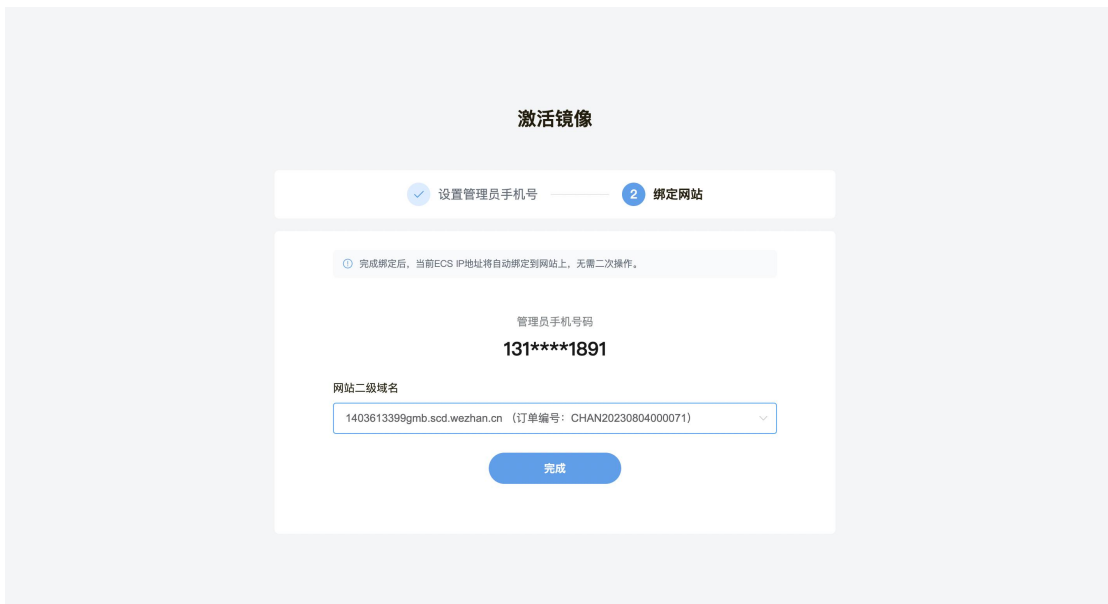 激活镜像
设置管理员手机号
2 绑定网站
完成绑定后，当前ECS IP地址将自动绑定到网站上，无需二次操作。
管理员手机号码
131****1891
网站二级域名
1403613399gmb.scd.wezhan.cn （订单编号：CHAN20230804000071）
完成